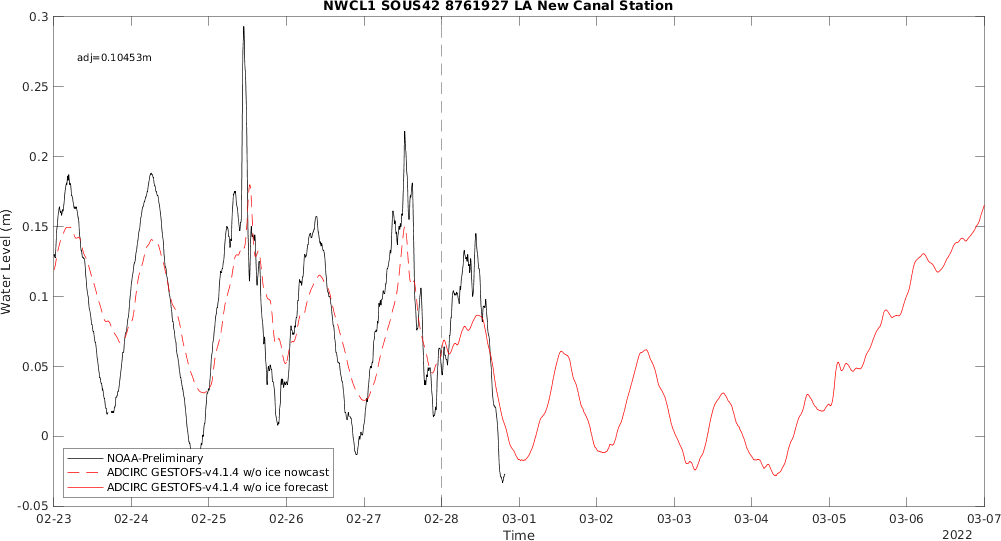 NWCL1 SOUS42 8761927 LA New Canal Station
adj=0.10453m
0.3
0.25
0.2
0.15
0.1
0.05
0
-0.05
Water Level (m)
NOAA-Preliminary
ADCIRC GESTOFS-v4.1.4 w/o ice nowcast
ADCIRC GESTOFS-v4.1.4 w/o ice forecast
02-23 02-24 02-25 02-26 02-27 02-28 03-01 03-02 03-03 03-04 03-05 03-06 03-07
Time
2022